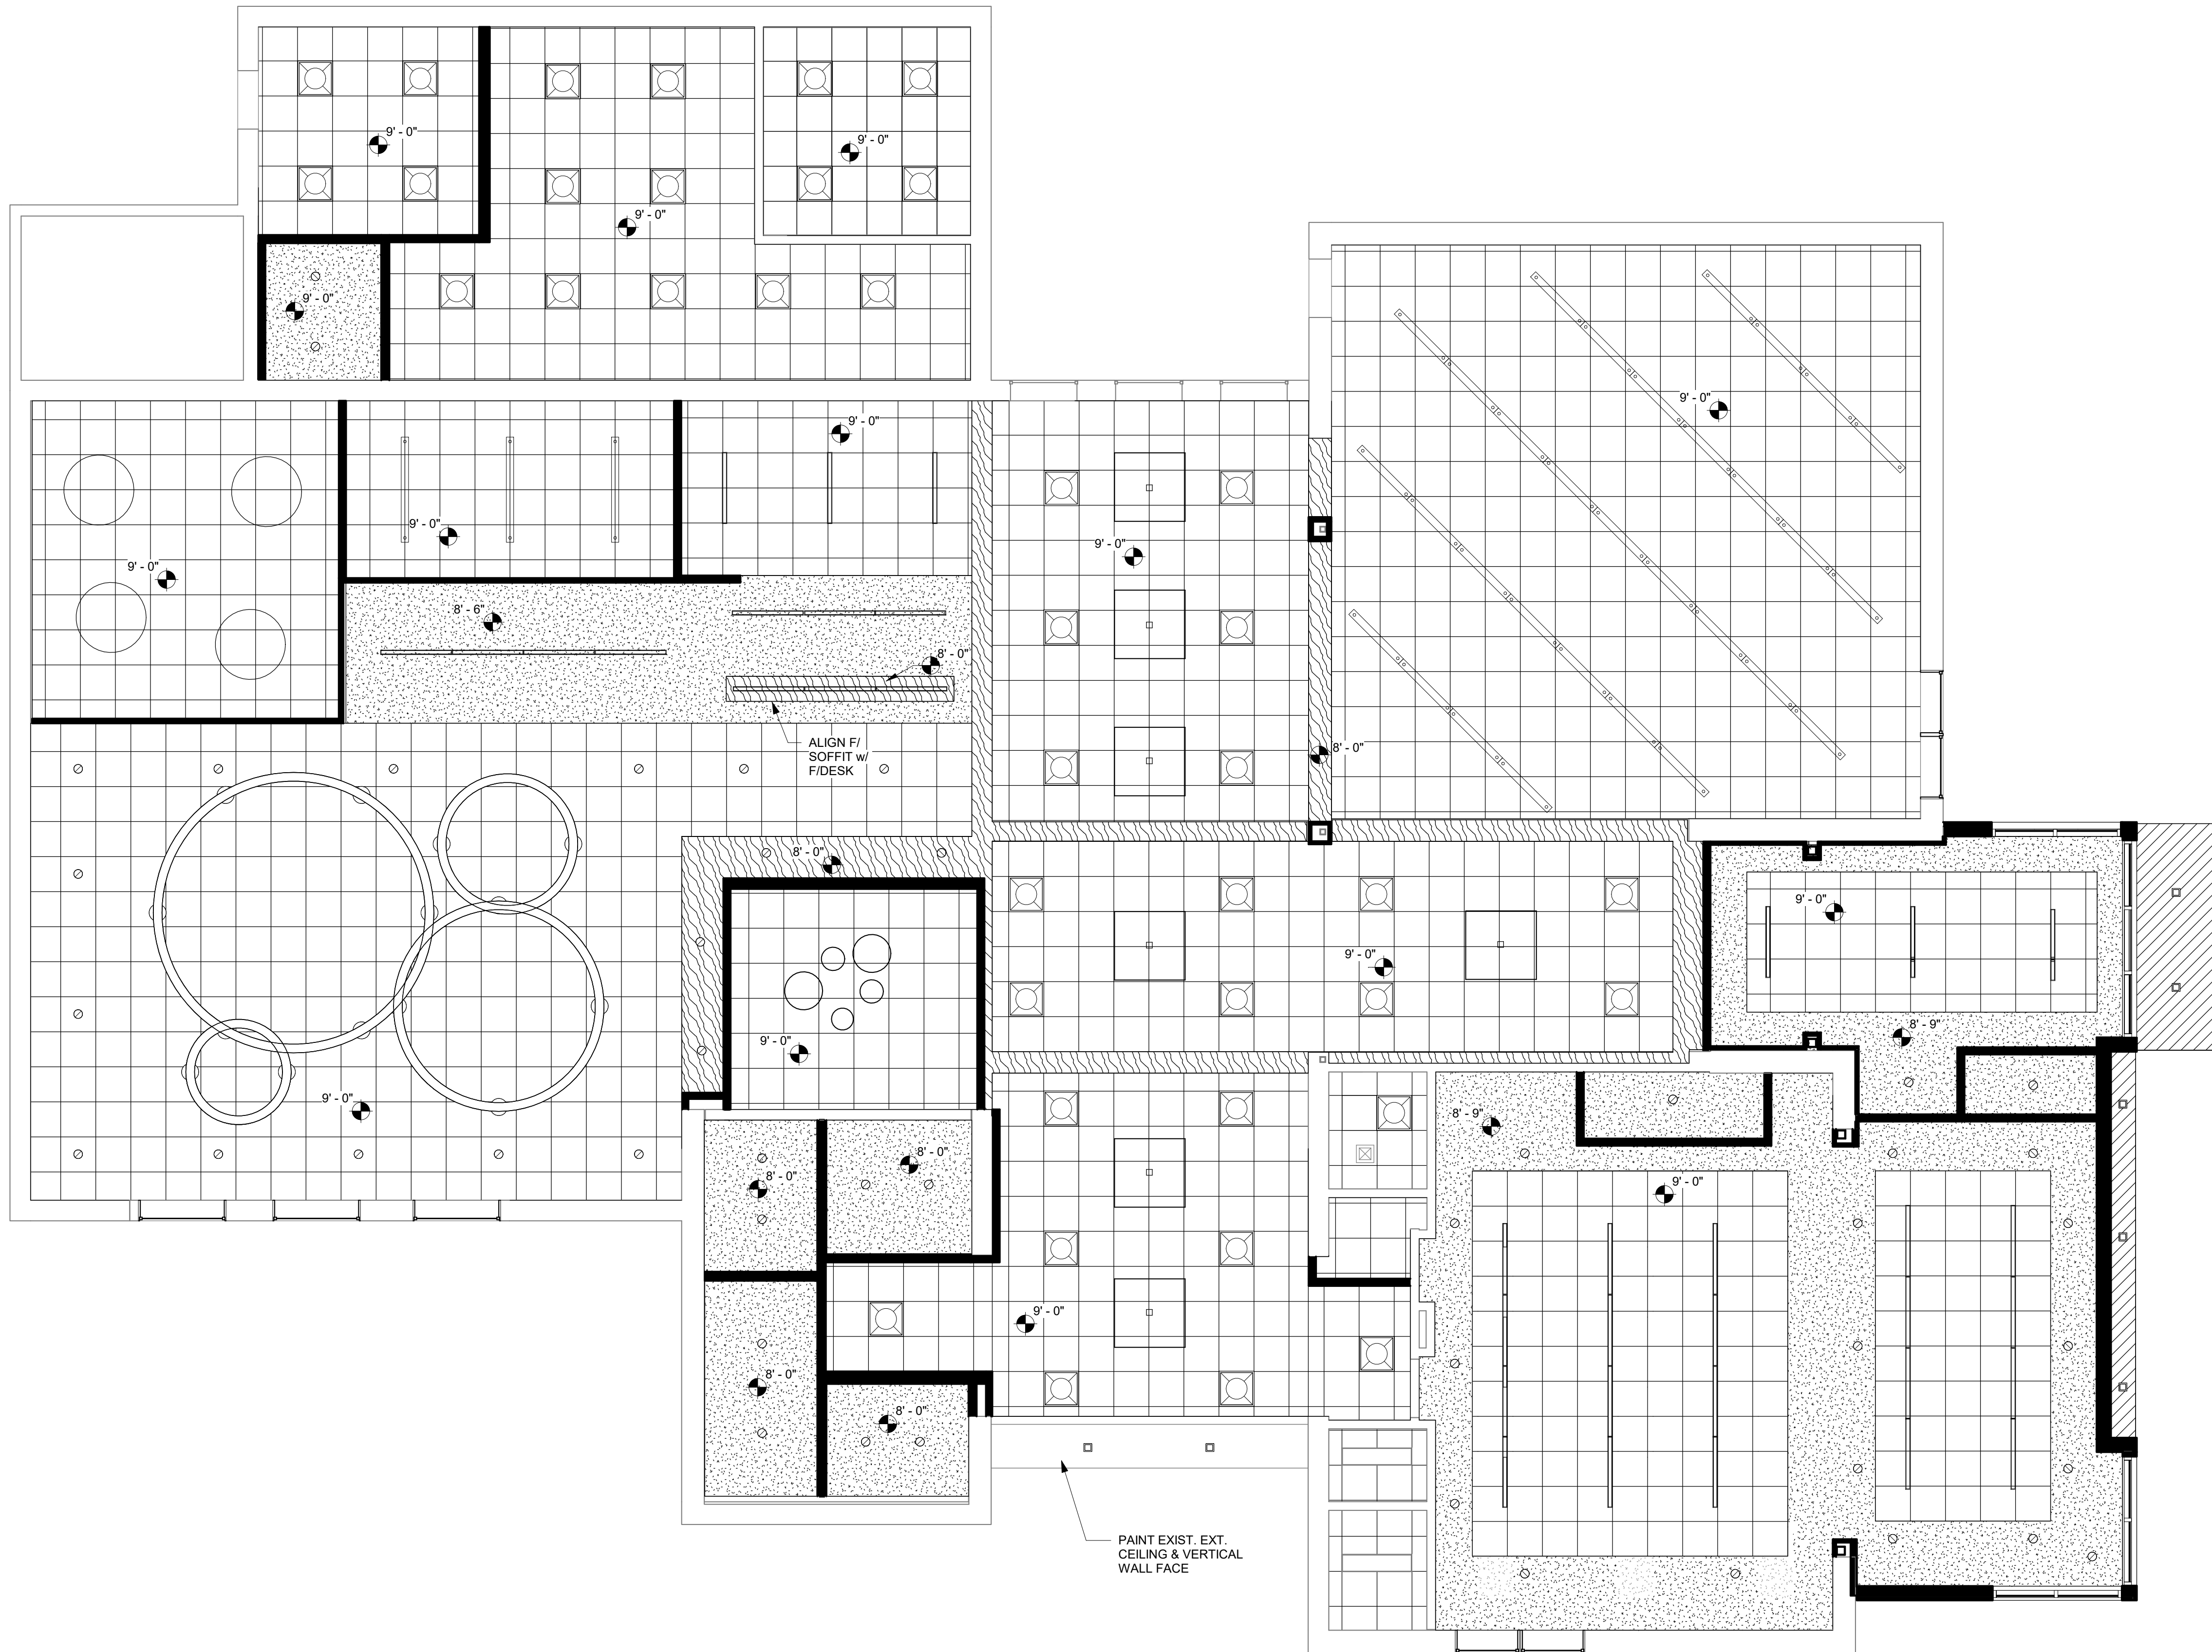 9' - 0"
9' - 0"
9' - 0"
9' - 0"
9' - 0"
9' - 0"
9' - 0"
9' - 0"
9' - 0"
8' - 6"
8' - 0"
ALIGN F/
SOFFIT w/
F/DESK
8' - 0"
8' - 0"
9' - 0"
9' - 0"
8' - 9"
9' - 0"
9' - 0"
8' - 9"
8' - 0"
8' - 0"
9' - 0"
9' - 0"
8' - 0"
8' - 0"
PAINT EXIST. EXT.
CEILING & VERTICAL
WALL FACE